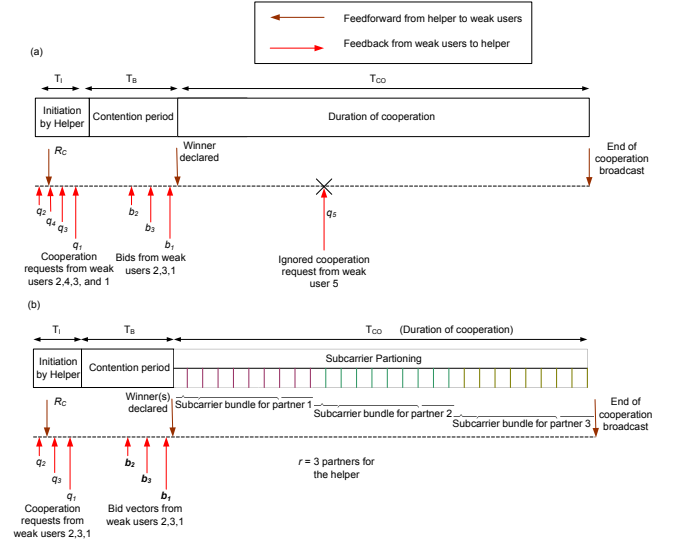 Feedforward from helper to weak users
Feedback from weak users to helper
(a)
TI
TB
TCO
Initiation
by Helper
Contention period
Duration of cooperation
RC
Winner
declared
End of
cooperation
broadcast
q2
q4
q3
q1
b2
b3
b1
q5
Cooperation
requests from weak
users 2,4,3, and 1
Bids from weak
users 2,3,1
Ignored cooperation
request from weak
user 5
(b)
TI
TB
TCO (Duration of cooperation)
Initiation
by Helper
Contention period
Subcarrier Partioning
RC
Winner(s)
declared
Subcarrier bundle for partner 1
Subcarrier bundle for partner 2
Subcarrier bundle for partner 3
End of
cooperation
broadcast
q2
q3
q1
b2
b3
b1
r = 3 partners for
the helper
Cooperation
requests from
weak users 2,3,1
Bid vectors from
weak users 2,3,1